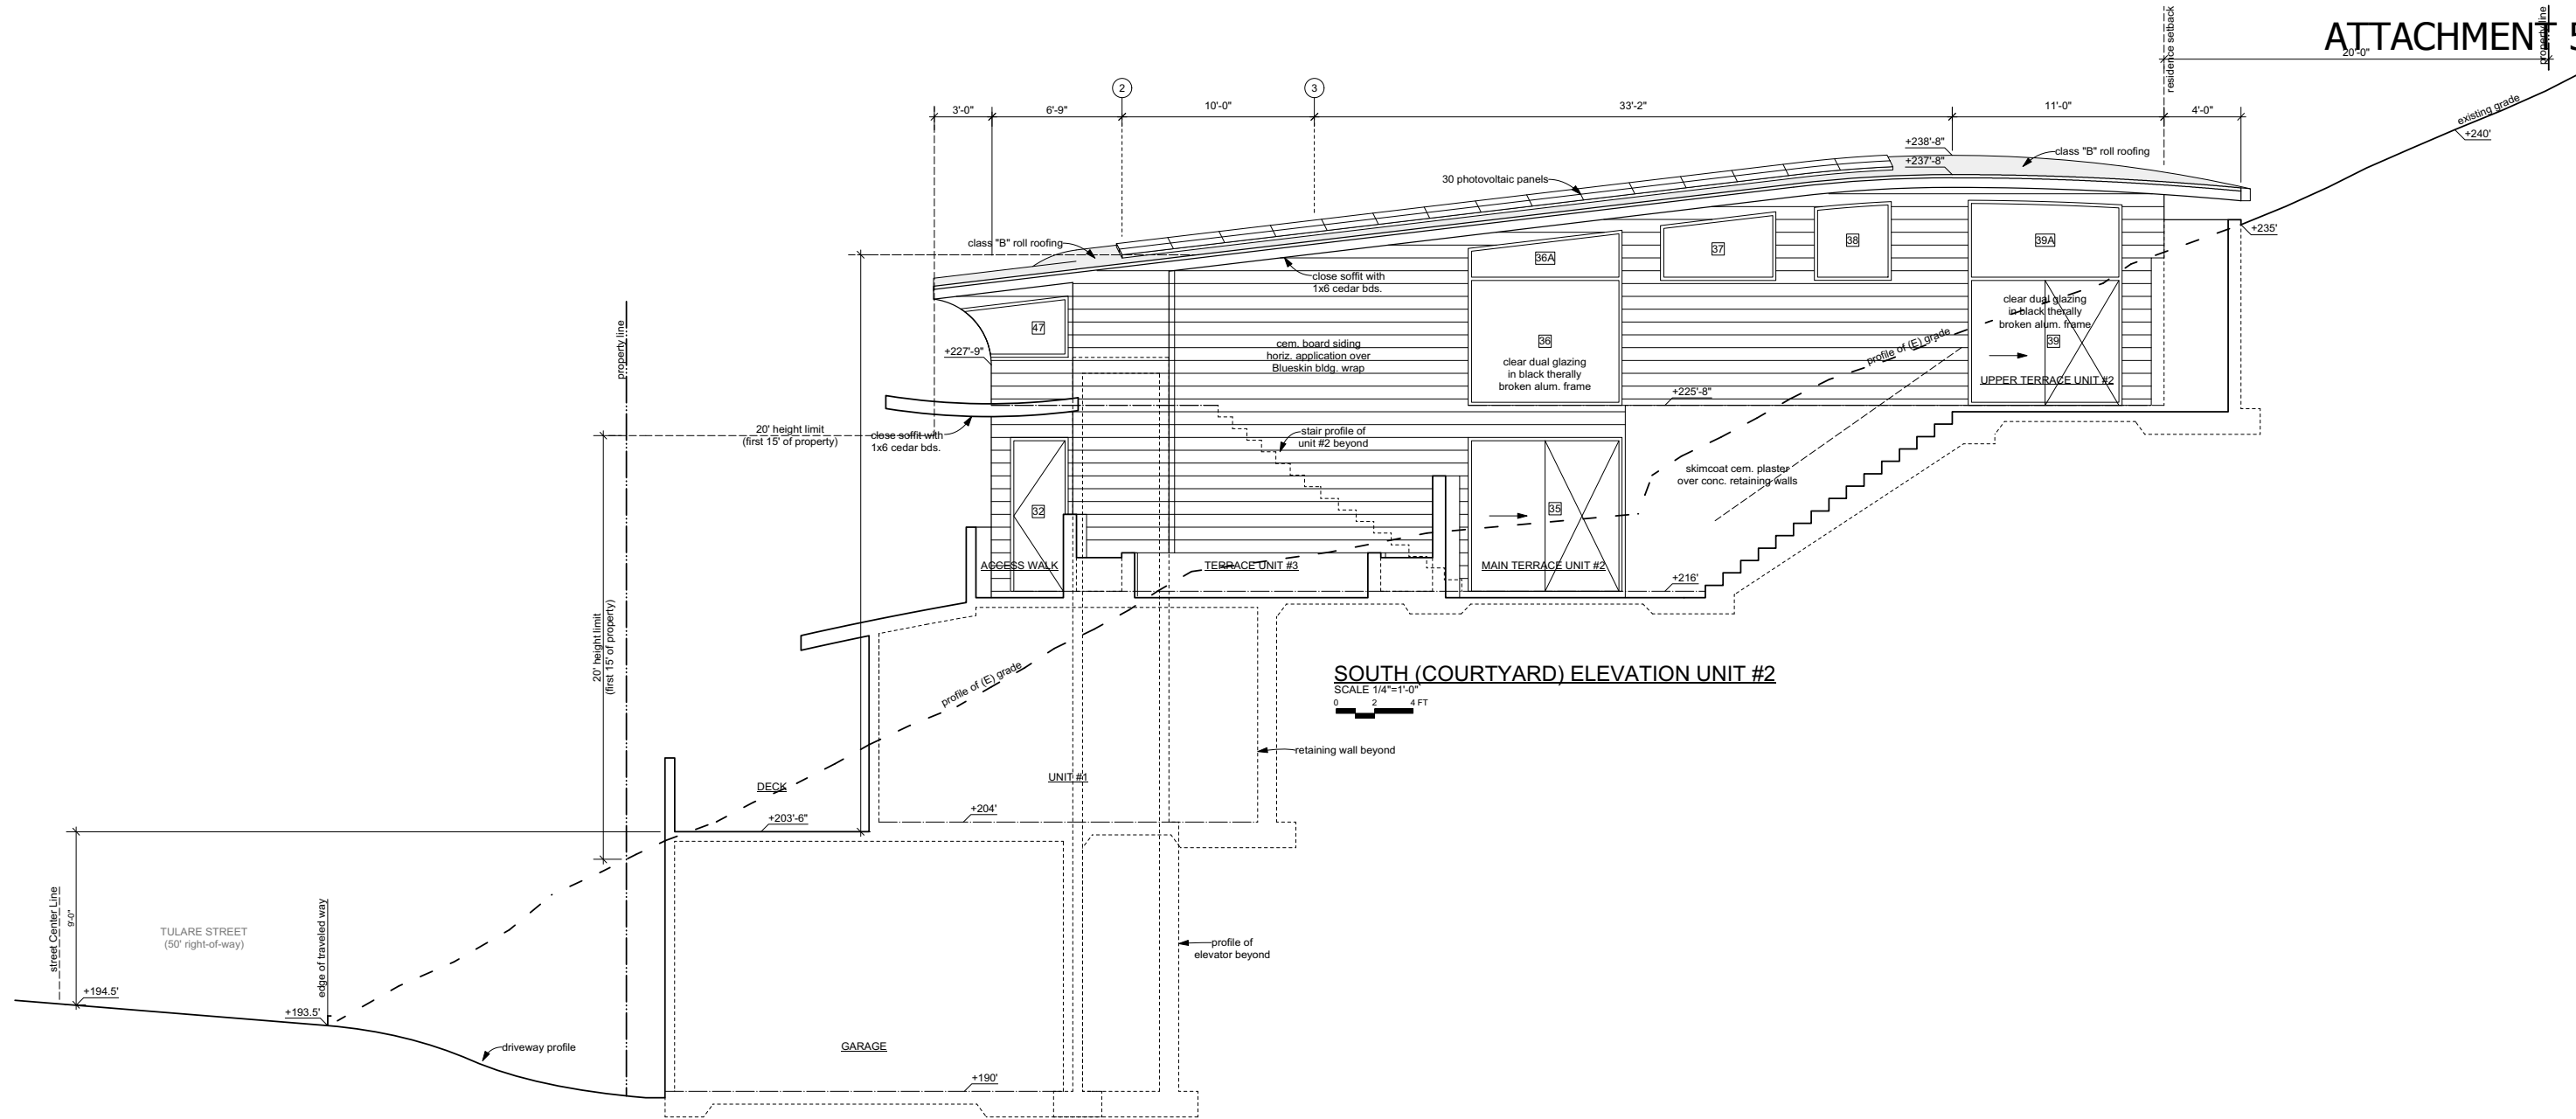 ATTACHMENT 5
property line
residence setback
20'-0"
2
3
3'-0"
6'-9"
10'-0"
33'-2"
11'-0"
4'-0"
existing grade
+240'
+238'-8"
+237'-8"
class "B" roll roofing
30 photovoltaic panels
class "B" roll roofing
+235'
36A
37
38
39A
close soffit with
1x6 cedar bds.
clear dual glazing
in black therally
broken alum. frame
47
property line
+227'-9"
cem. board siding
horiz. application over
Blueskin bldg. wrap
36
clear dual glazing
in black therally
broken alum. frame
profile of (E) grade
39
UPPER TERRACE UNIT #2
+225'-8"
20' height limit
(first 15' of property)
close soffit with
1x6 cedar bds.
stair profile of
unit #2 beyond
skimcoat cem. plaster
over conc. retaining walls
32
35
ACCESS WALK
TERRACE UNIT #3
MAIN TERRACE UNIT #2
+216'
20' height limit
(first 15' of property)
profile of (E) grade
SOUTH (COURTYARD) ELEVATION UNIT #2
SCALE 1/4"=1'-0"
0 2 4 FT
retaining wall beyond
DECK
UNIT #1
+203'-6"
+204'
street Center Line
9'-0"
TULARE STREET
(50' right-of-way)
edge of traveled way
profile of
elevator beyond
+194.5'
+193.5'
driveway profile
GARAGE
+190'